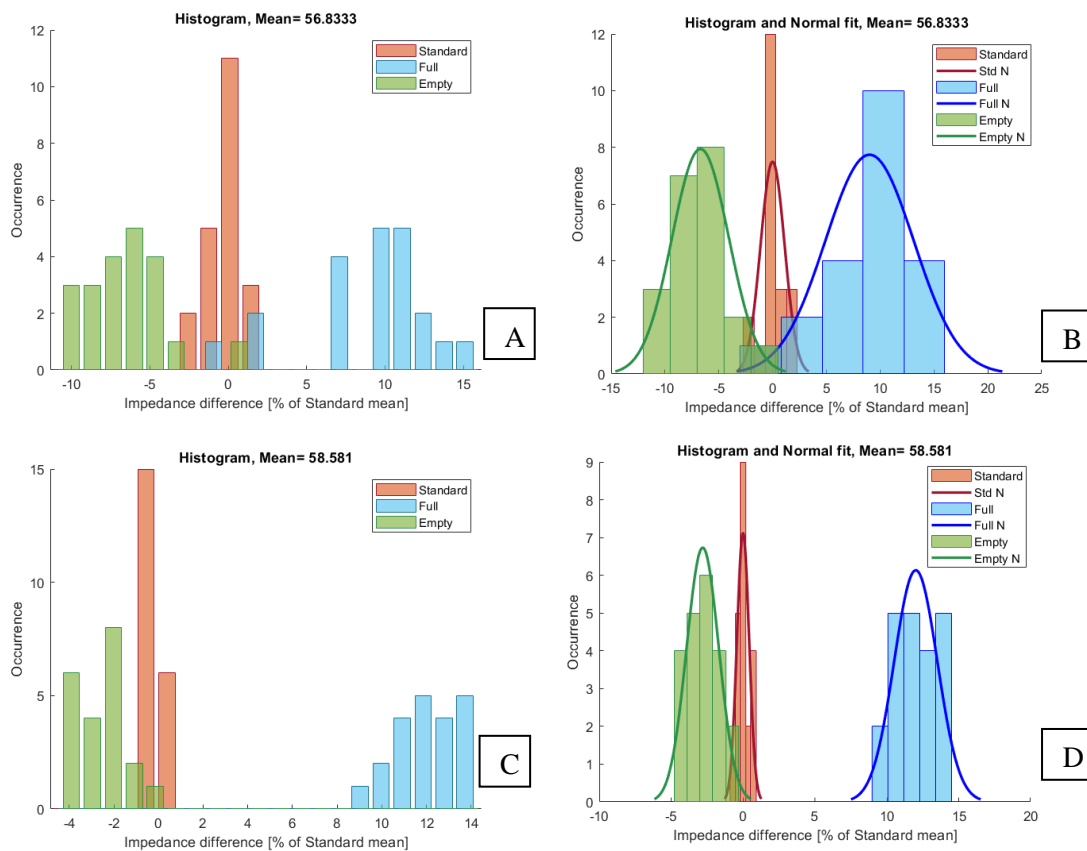 Histogram, Mean= 56.8333
12
10
8
6
4
2
0
Occurrence
-10
-5
0
5
10
15
Impedance difference [% of Standard mean]
Standard
Full
Empty
A
Histogram and Normal fit, Mean= 56.8333
12
10
8
6
4
2
0
Occurrence
-15
-10
-5
0
5
10
15
20
25
Impedance difference [% of Standard mean]
Standard
Std N
Full
Full N
Empty
Empty N
B
Histogram, Mean= 58.581
15
10
5
0
Occurrence
-4
-2
0
2
4
6
8
10
12
14
Impedance difference [% of Standard mean]
Standard
Full
Empty
C
Histogram and Normal fit, Mean= 58.581
9
8
7
6
5
4
3
2
1
0
Occurrence
-10
-5
0
5
10
15
20
Impedance difference [% of Standard mean]
Standard
Std N
Full
Full N
Empty
Empty N
D